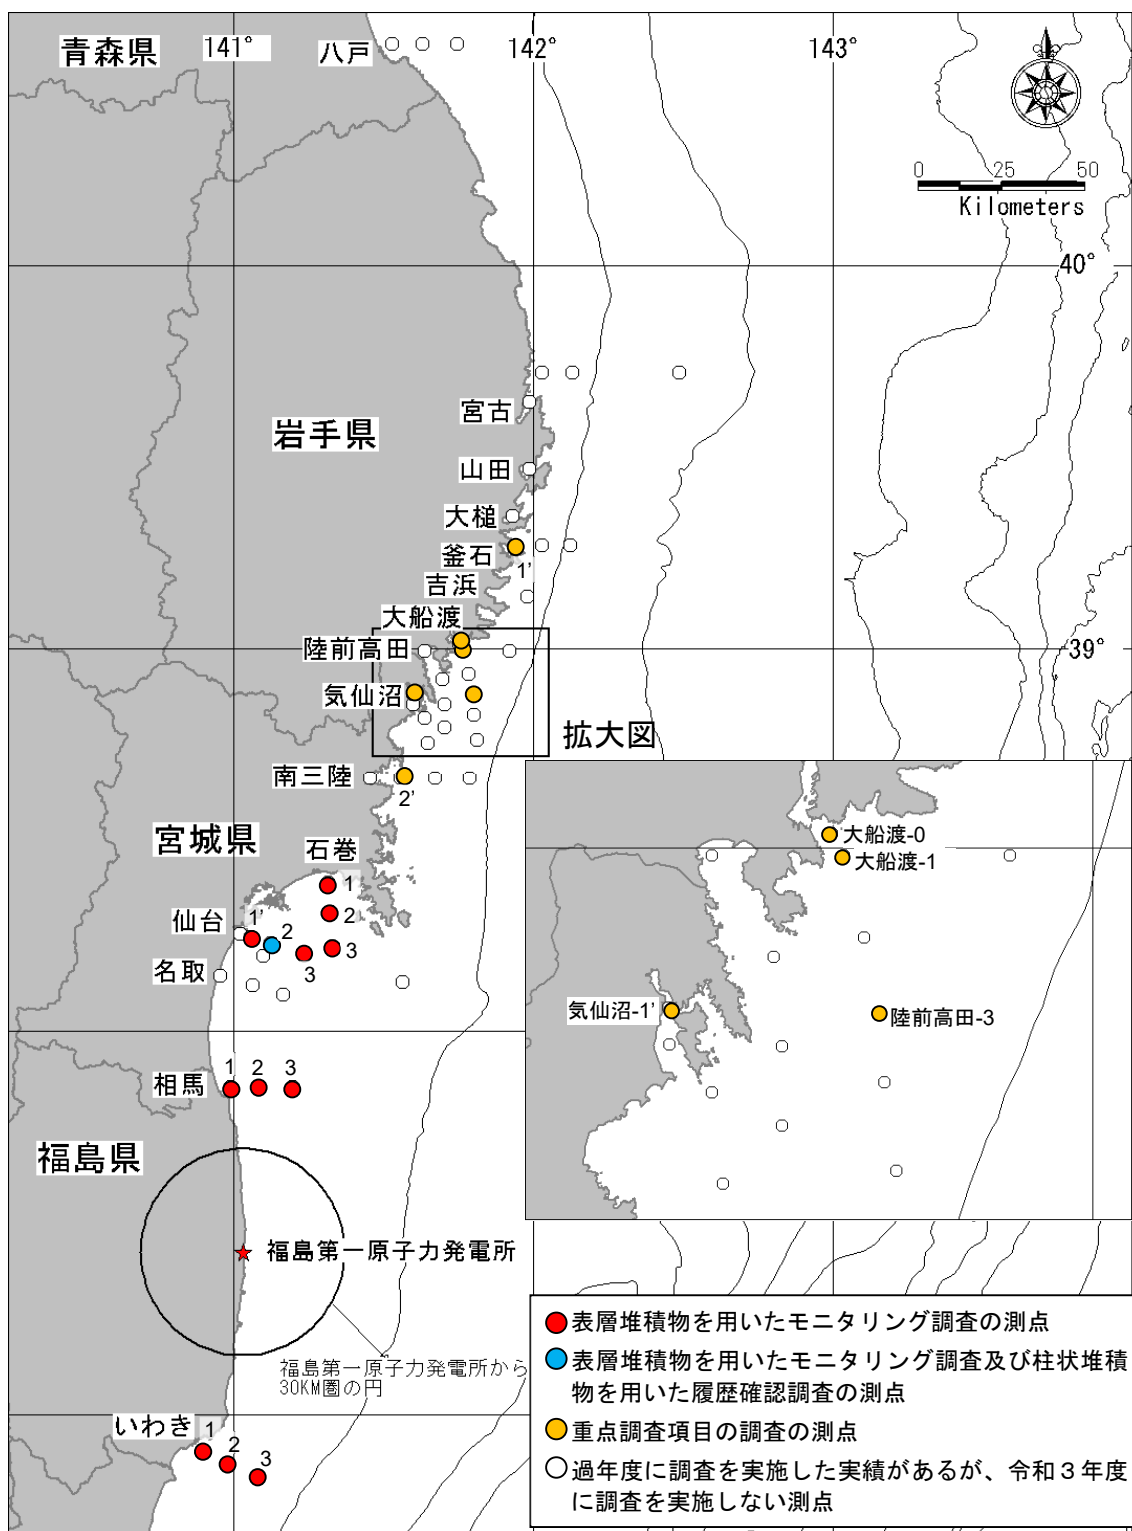 青森県
141°
八戸
142°
143°
0 25 50
Kilometers
40°
宮古
岩手県
山田
大槌
釜石
1’
吉浜
大船渡
陸前高田
39°
気仙沼
拡大図
南三陸
2’
宮城県
石巻
1
2
3
仙台
1’
2
3
名取
大船渡-0
大船渡-1
気仙沼-1’
陸前高田-3
相馬
1 2 3
福島県
福島第一原子力発電所
福島第一原子力発電所から
30KM圏の円
いわき
1
2
3
表層堆積物を用いたモニタリング調査の測点
表層堆積物を用いたモニタリング調査及び柱状堆積
物を用いた履歴確認調査の測点
重点調査項目の調査の測点
過年度に調査を実施した実績があるが、令和３年度
に調査を実施しない測点